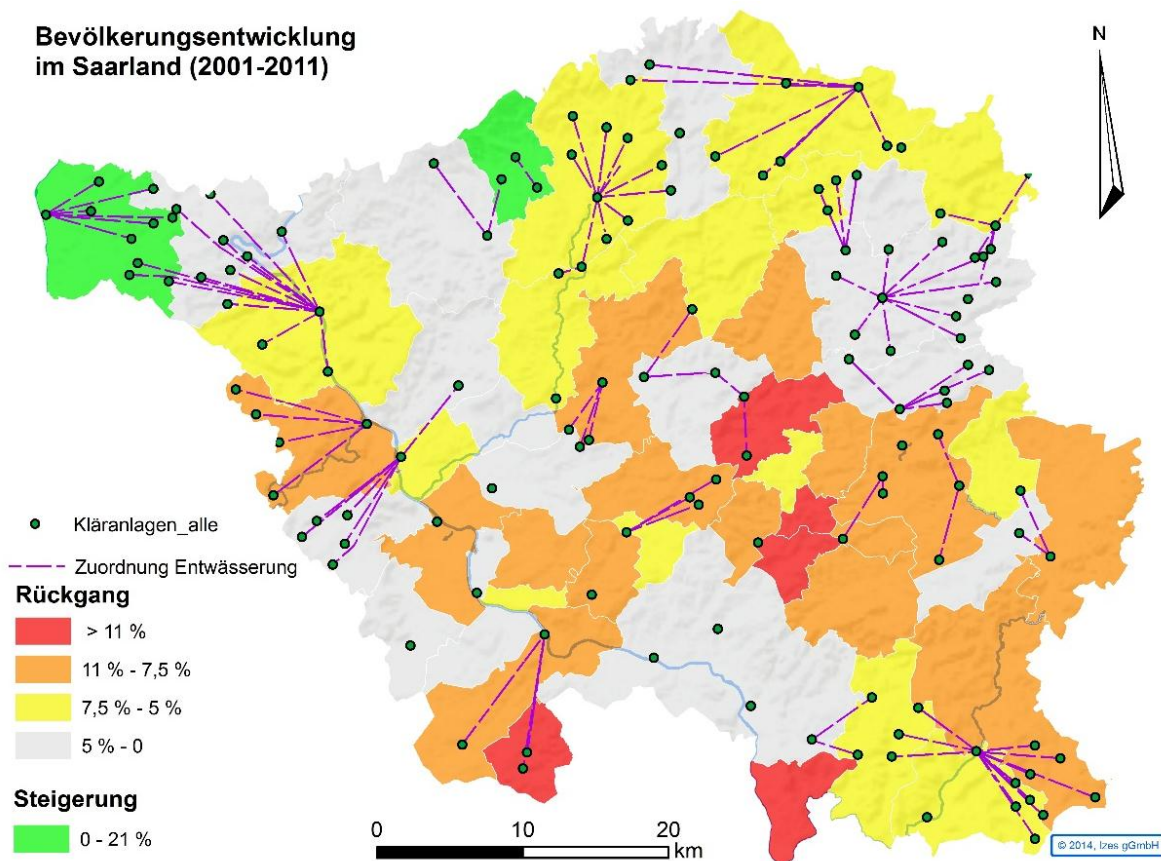 Bevölkerungsentwicklung
im Saarland (2001-2011)
N
Kläranlagen_alle
Zuordnung Entwässerung
Rückgang
> 11 %
11 % - 7,5 %
7,5 % - 5 %
5 % - 0
Steigerung
0 - 21 %
0 10 20
km
© 2014, Izes gGmbH